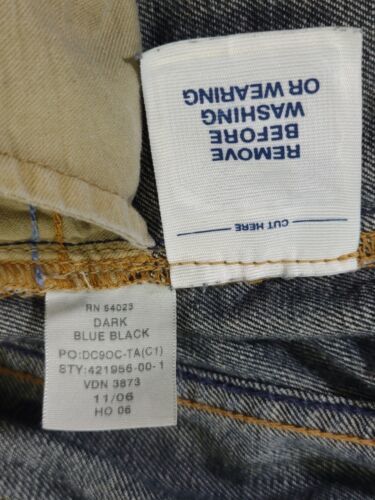 REMOVE
BEFORE
WASHING
OR WEARING
CUT HERE
RN 54023
DARK
BLUE BLACK
PO:DC9OC-TA(C1)
STY:421956-00-1
VDN 3873
11/06
HO 06